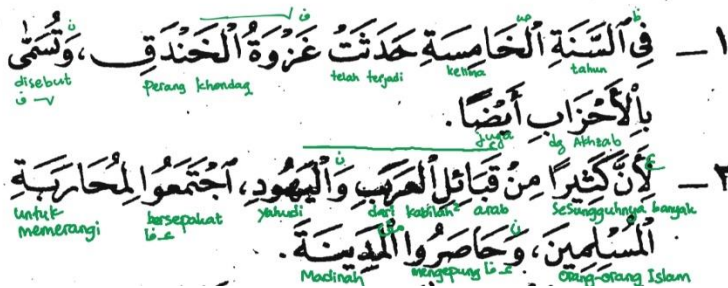 ١ – فِي السَّنَةِ الْخَامِسَةِ حَدَثَتْ غَزْوَةُ الْخَنْدَقِ، وَتُسَمَّى
tahun kelima telah terjadi perang khondaq disebut
بِالْأَحْزَابِ أَيْضًا.
dg Akhzab juga
٢ – لِأَنَّ كَثِيرًا مِنْ قَبَائِلِ الْعَرَبِ وَالْيَهُودِ، اجْتَمَعُوا لِمُحَارَبَةِ
sesungguhnya banyak dari kabilah² arab yahudi bersepakat untuk memerangi
الْمُسْلِمِينَ، وَحَاصَرُوا الْمَدِينَةَ.
orang-orang Islam mengepung Madinah